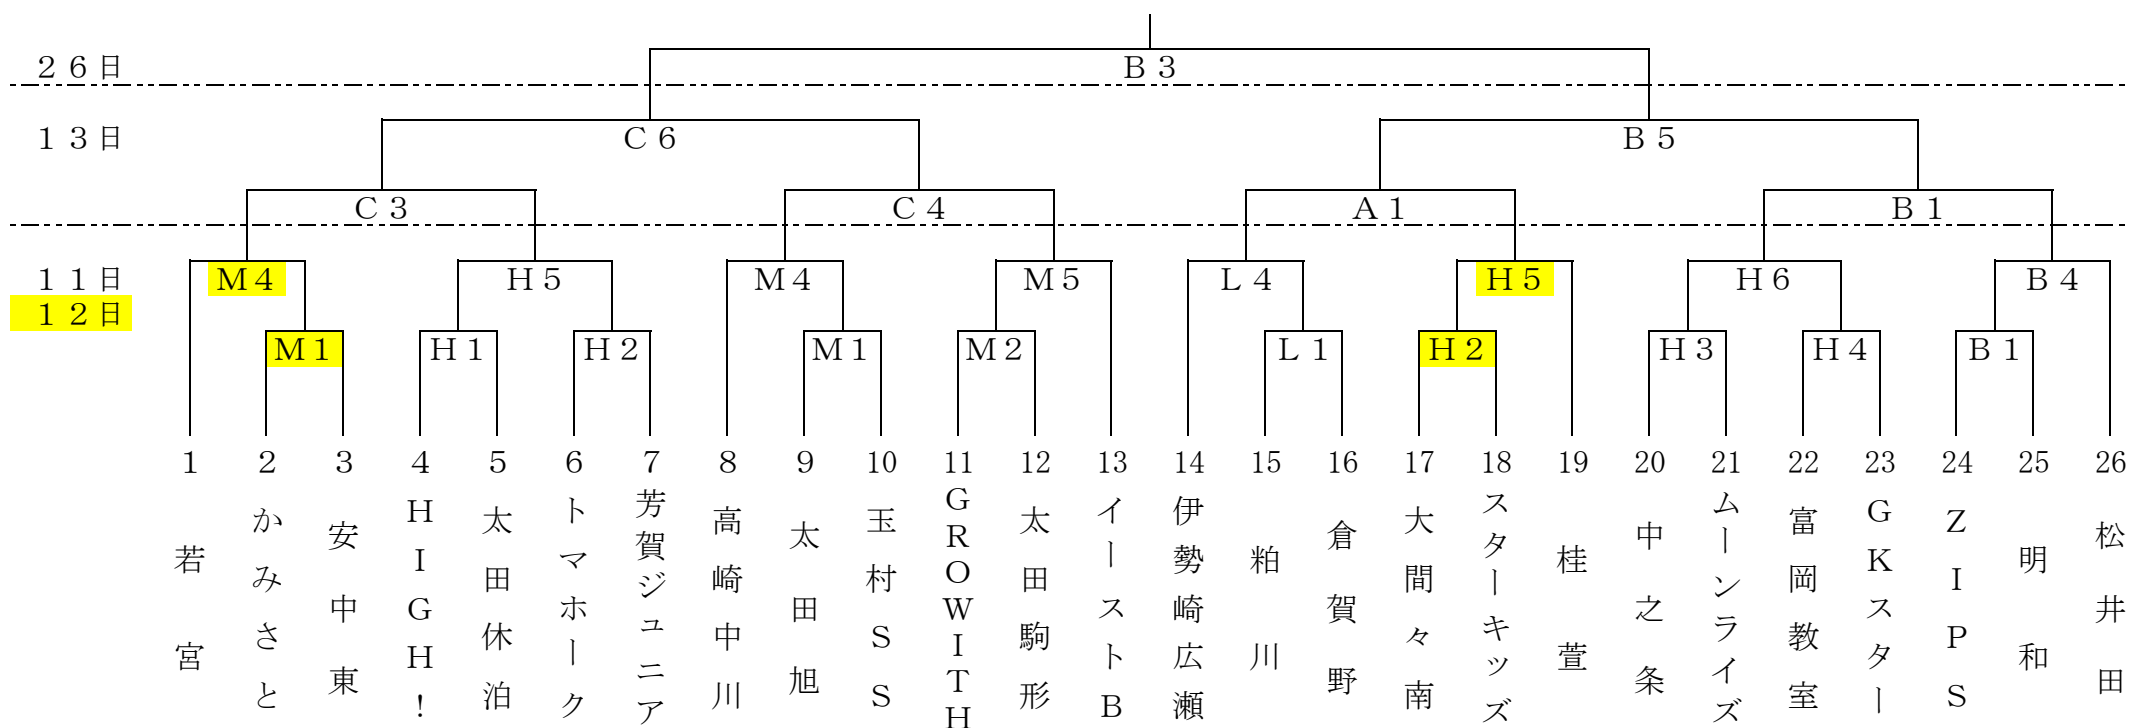 ２６日
Ｂ３
１３日
Ｃ６
Ｂ５
Ｃ３
Ｃ４
Ａ１
Ｂ１
１１日
１２日
Ｍ４
Ｈ５
Ｍ４
Ｍ５
Ｌ４
Ｈ５
Ｈ６
Ｂ４
Ｍ１
Ｈ１
Ｈ２
Ｍ１
Ｍ２
Ｌ１
Ｈ２
Ｈ３
Ｈ４
Ｂ１
1 2 3 4 5 6 7 8 9 10 11 12 13 14 15 16 17 18 19 20 21 22 23 24 25 26
若宮
かみさと
安中東
ＨＩＧＨ！
太田休泊
トマホーク
芳賀ジュニア
高崎中川
太田旭
玉村ＳＳ
ＧＲＯＷＩＴＨ
太田駒形
イーストＢ
伊勢崎広瀬
粕川
倉賀野
大間々南
スターキッズ
桂萱
中之条
ムーンライズ
富岡教室
ＧＫスター
ＺＩＰＳ
明和
松井田